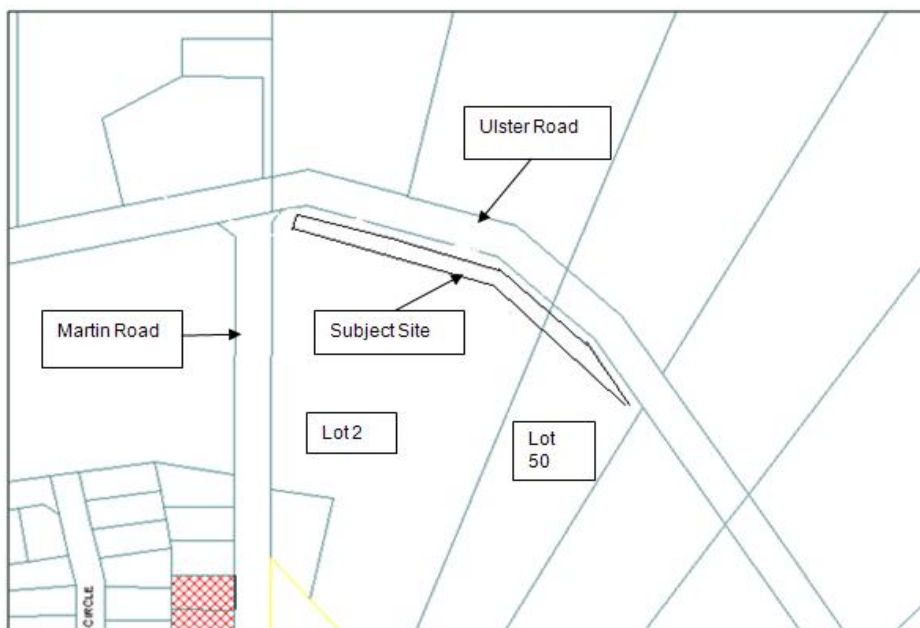 Ulster Road
Martin Road
Subject Site
Lot 2
Lot
50
CIRCLE